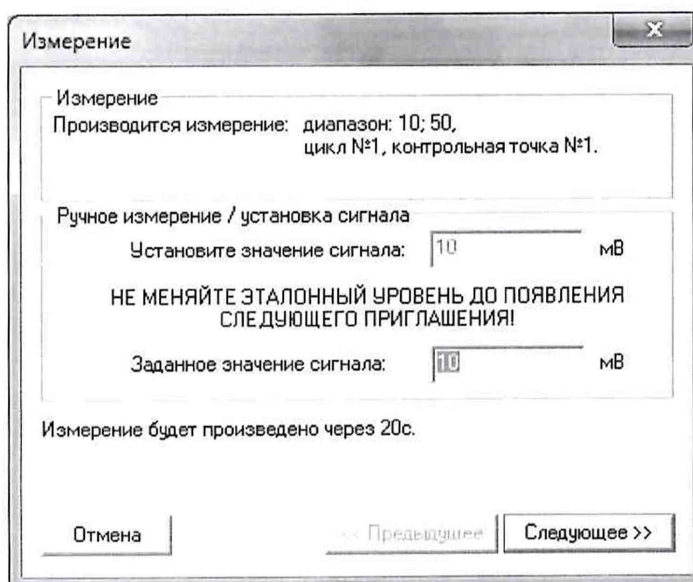 Измерение
Измерение
Производится измерение: диапазон: 10; 50,
цикл №1, контрольная точка №1.
Ручное измерение / установка сигнала
Установите значение сигнала: 10 мВ
НЕ МЕНЯЙТЕ ЭТАЛОННЫЙ УРОВЕНЬ ДО ПОЯВЛЕНИЯ
СЛЕДУЮЩЕГО ПРИГЛАШЕНИЯ!
Заданное значение сигнала: 10 мВ
Измерение будет произведено через 20с.
Отмена << Предыдущее Следующее >>